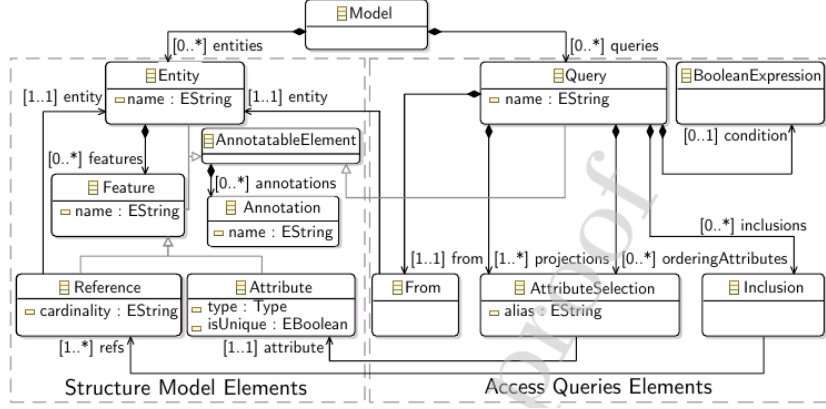 Model
[0..*] entities
[0..*] queries
Entity
name : EString
[1..1] entity
[1..1] entity
AnnotatableElement
[0..*] features
[0..*] annotations
Feature
name : EString
Annotation
name : EString
Reference
cardinality : EString
Attribute
type : Type
isUnique : EBoolean
[1..*] refs
[1..1] attribute
Structure Model Elements
Query
name : EString
BooleanExpression
[0..1] condition
[0..*] inclusions
[1..1] from
[1..*] projections
[0..*] orderingAttributes
From
AttributeSelection
alias : EString
Inclusion
Access Queries Elements
proof